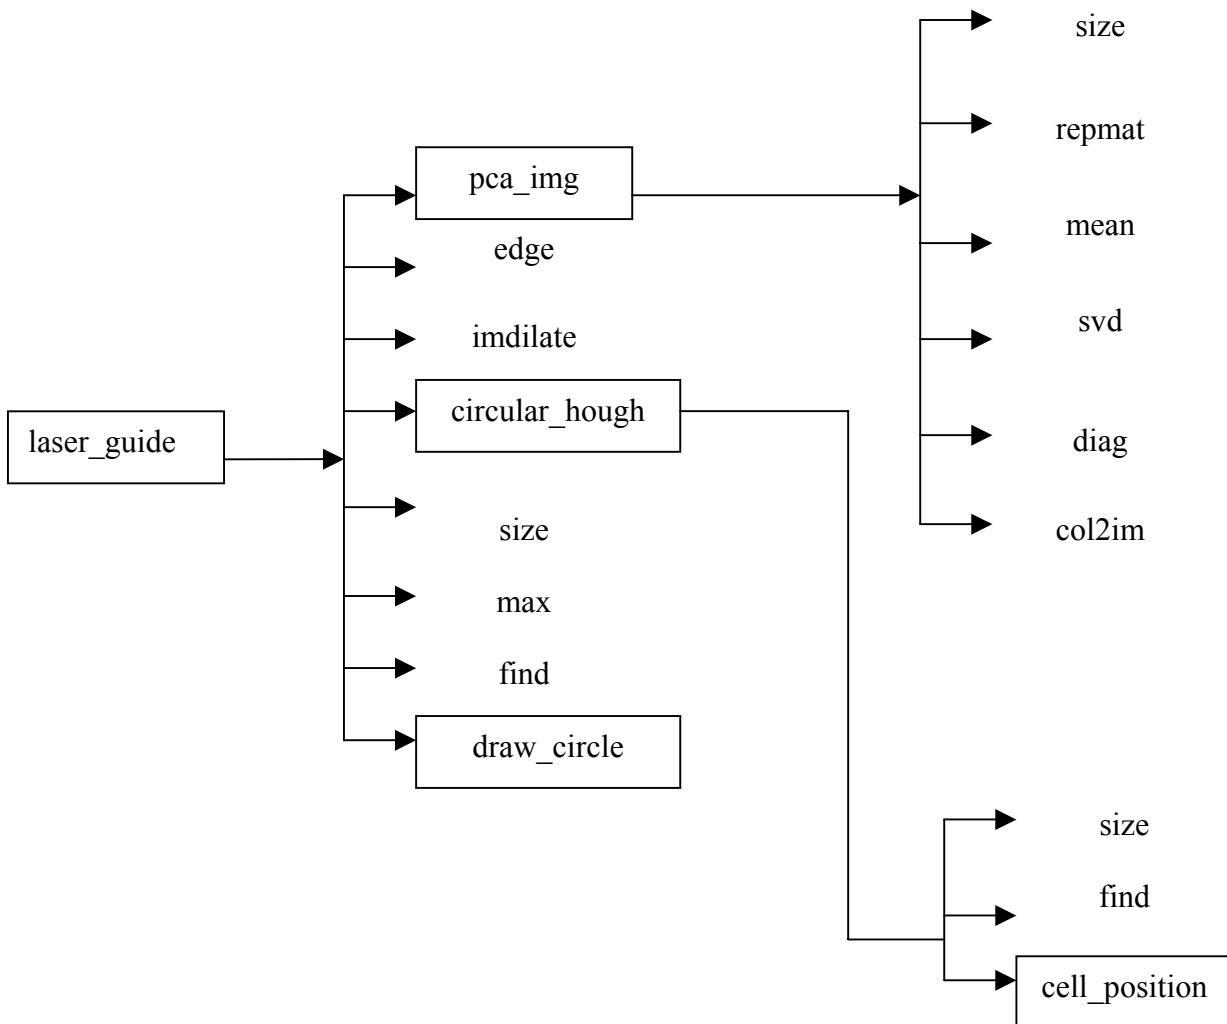 laser_guide
pca_img
edge
imdilate
circular_hough
size
max
find
draw_circle
size
repmat
mean
svd
diag
col2im
size
find
cell_position